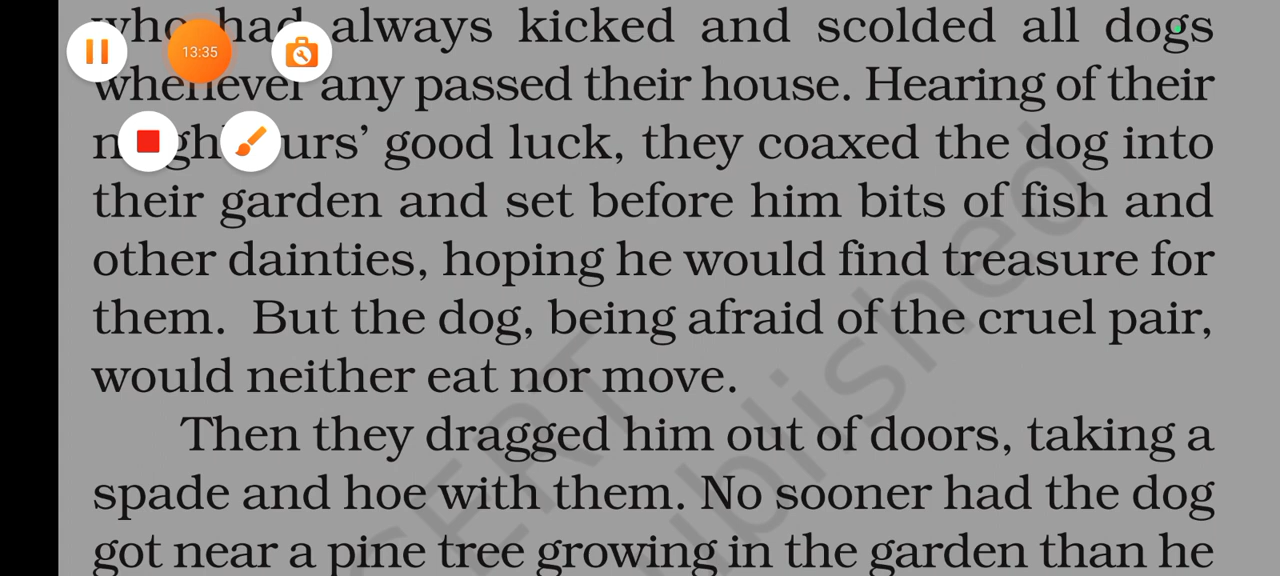 who had always kicked and scolded all dogs
13:35
whenever any passed their house. Hearing of their
good luck, they coaxed the dog into
their garden and set before him bits of fish and
other dainties, hoping he would find treasure for
them. But the dog, being afraid of the cruel pair,
would neither eat nor move.
Then they dragged him out of doors, taking a
spade and hoe with them. No sooner had the dog
got near a pine tree growing in the garden than he